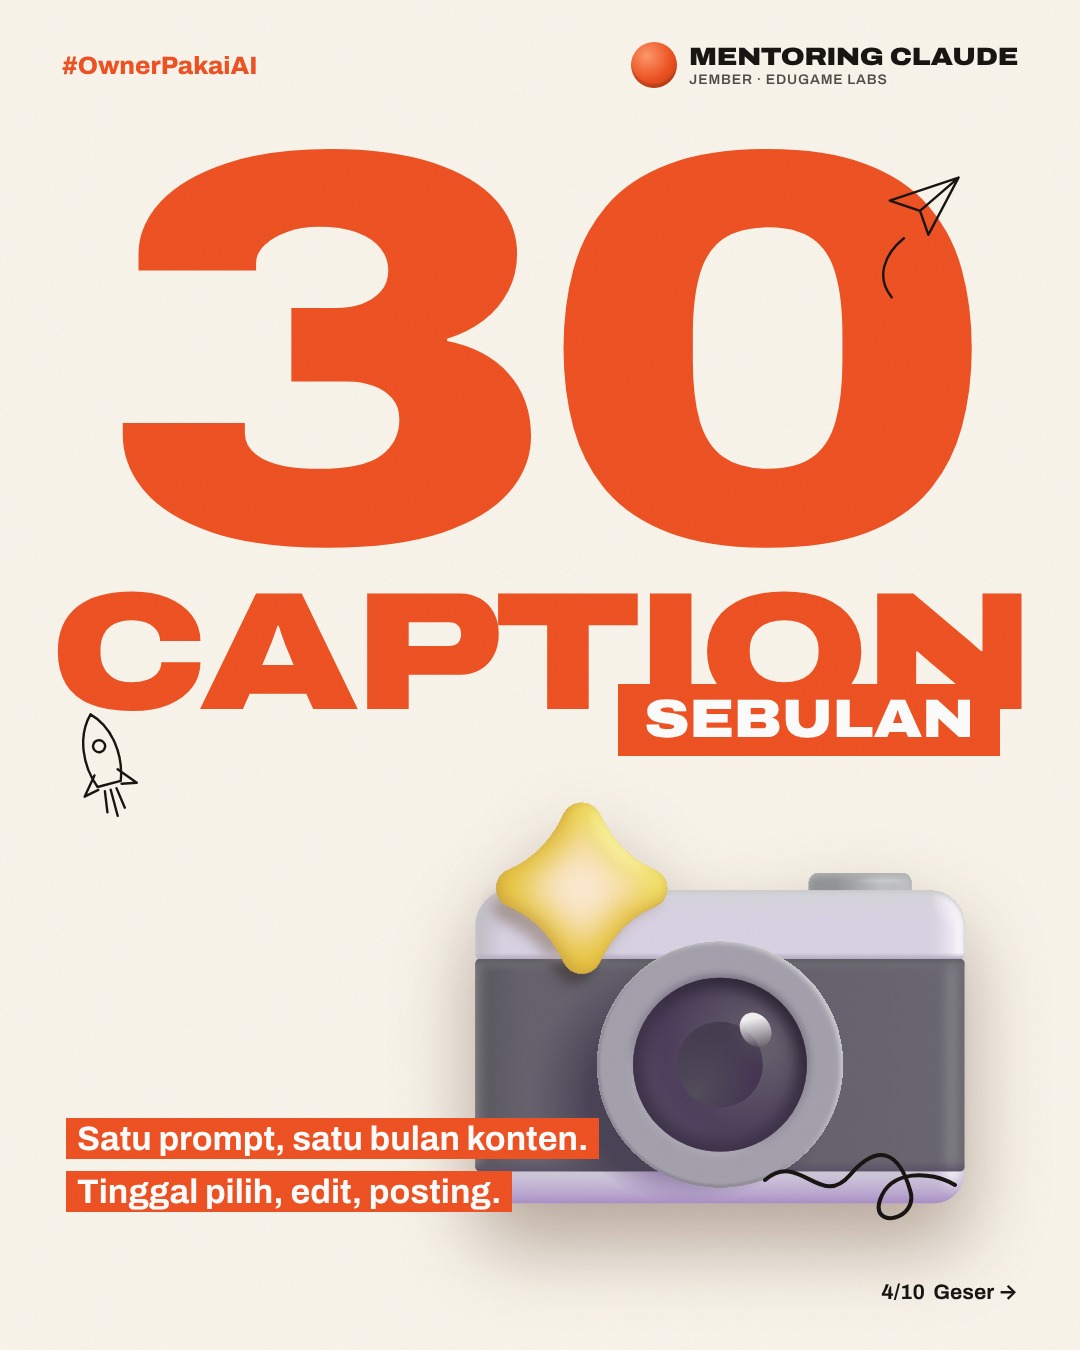 #OwnerPakaiAI
MENTORING CLAUDE
JEMBER · EDUGAME LABS
30
CAPTION
SEBULAN
Satu prompt, satu bulan konten.
Tinggal pilih, edit, posting.
4/10 Geser →